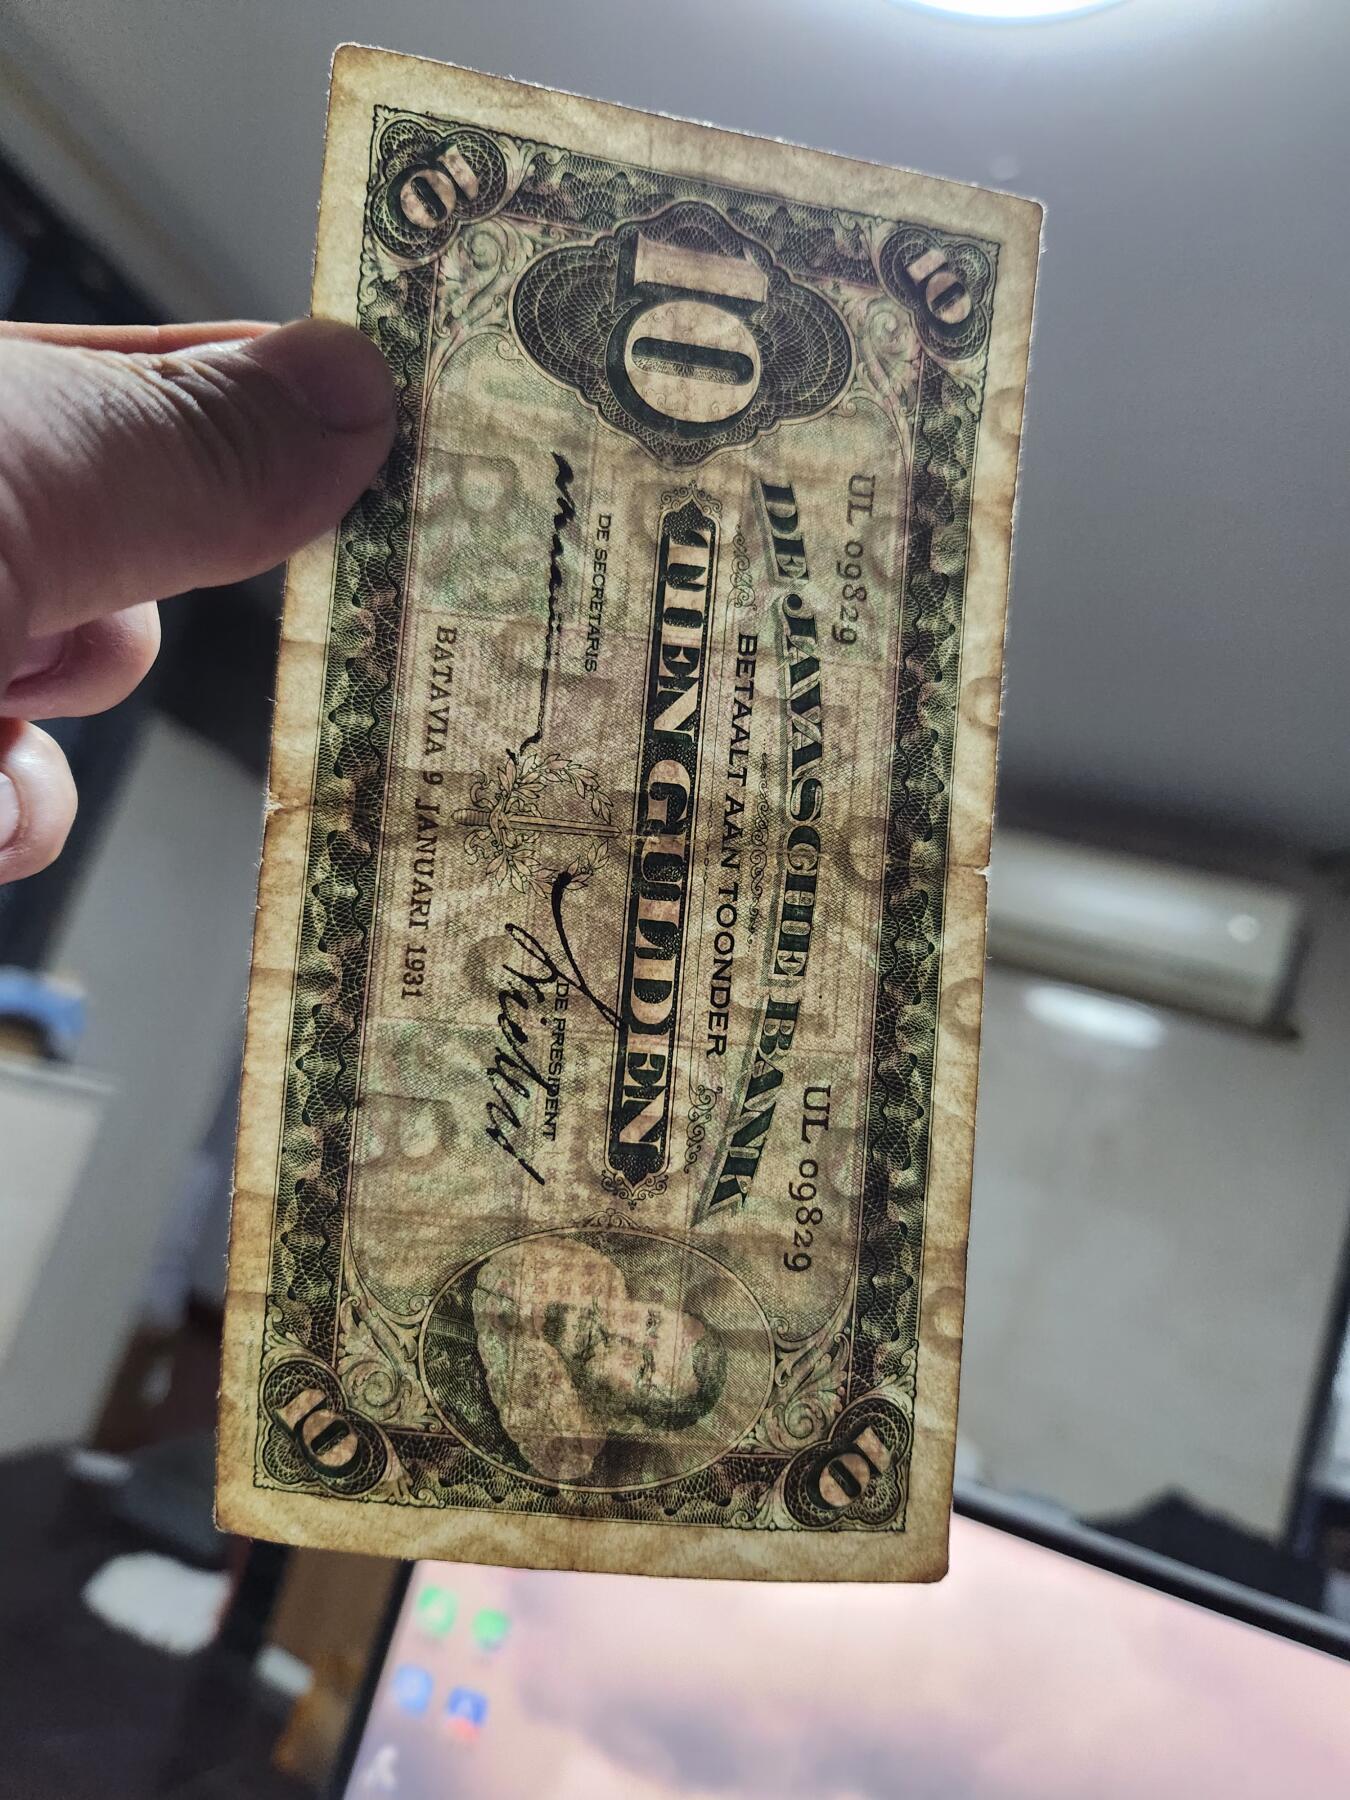 10
10
10
UL 09829
UL 09829
DE JAVASCHE BANK
BETAALT AAN TOONDER
TIEN GULDEN
DE SECRETARIS
DE PRESIDENT
BATAVIA 9 JANUARI 1931
10
10